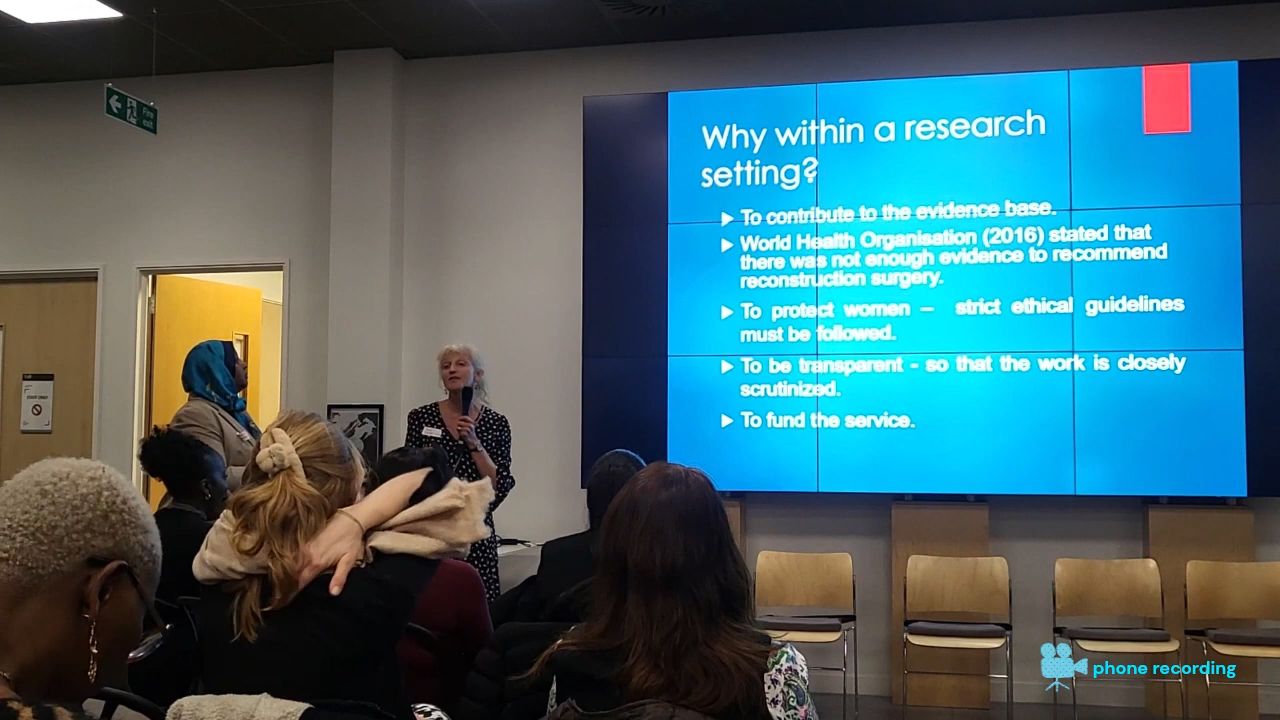 Fire
exit
Why within a research
setting?
To contribute to the evidence base.
World Health Organisation (2016) stated that
there was not enough evidence to recommend
reconstruction surgery.
To protect women – strict ethical guidelines
must be followed.
To be transparent - so that the work is closely
scrutinized.
To fund the service.
phone recording